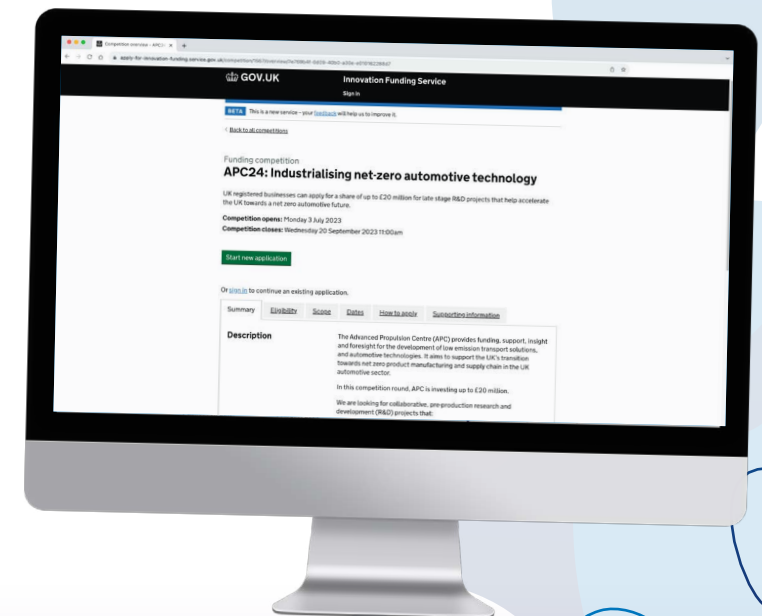 Competition overview - APC2
GOV.UK
Innovation Funding Service
Sign in
BETA This is a new service – your feedback will help us to improve it.
< Back to all competitions
Funding competition
APC24: Industrialising net-zero automotive technology
UK registered businesses can apply for a share of up to £20 million for late stage R&D projects that help accelerate
the UK towards a net zero automotive future.
Competition opens: Monday 3 July 2023
Competition closes: Wednesday 20 September 2023 11:00am
Start new application
Or sign in to continue an existing application.
Summary Eligibility Scope Dates How to apply Supporting information
Description
The Advanced Propulsion Centre (APC) provides funding, support, insight
and foresight for the development of low emission transport solutions,
and automotive technologies. It aims to support the UK's transition
towards net zero product manufacturing and supply chain in the UK
automotive sector.
In this competition round, APC is investing up to £20 million.
We are looking for collaborative, pre-production research and
development (R&D) projects that: